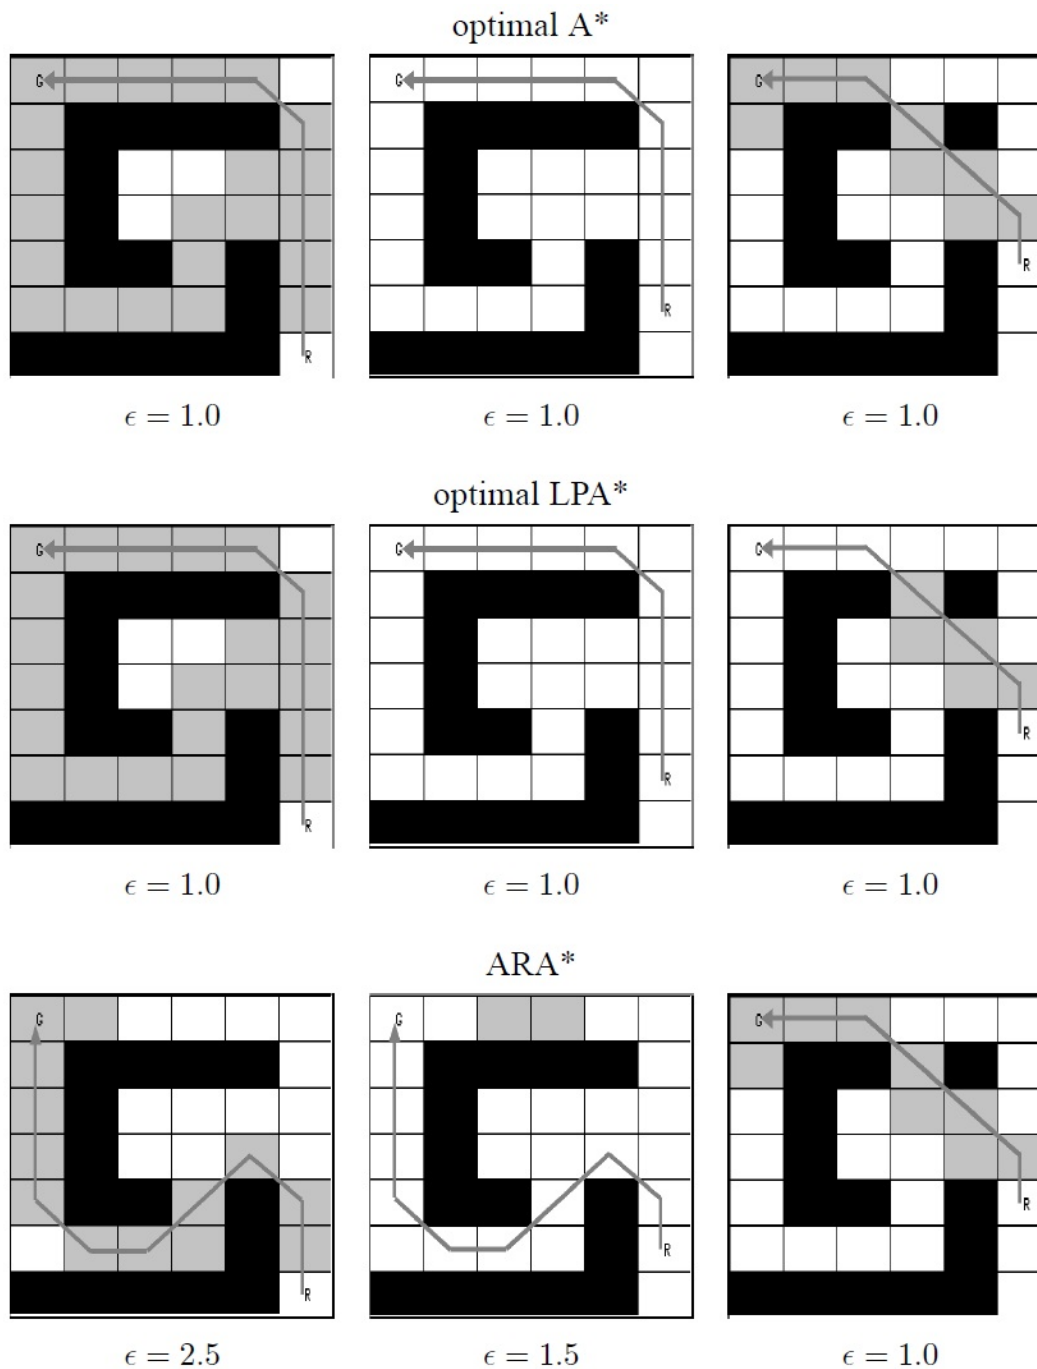 optimal A*
G G G
R
R
R
ϵ = 1.0 ϵ = 1.0 ϵ = 1.0
optimal LPA*
G G G
R
R
R
ϵ = 1.0 ϵ = 1.0 ϵ = 1.0
ARA*
G G G
R
R
R
ϵ = 2.5 ϵ = 1.5 ϵ = 1.0